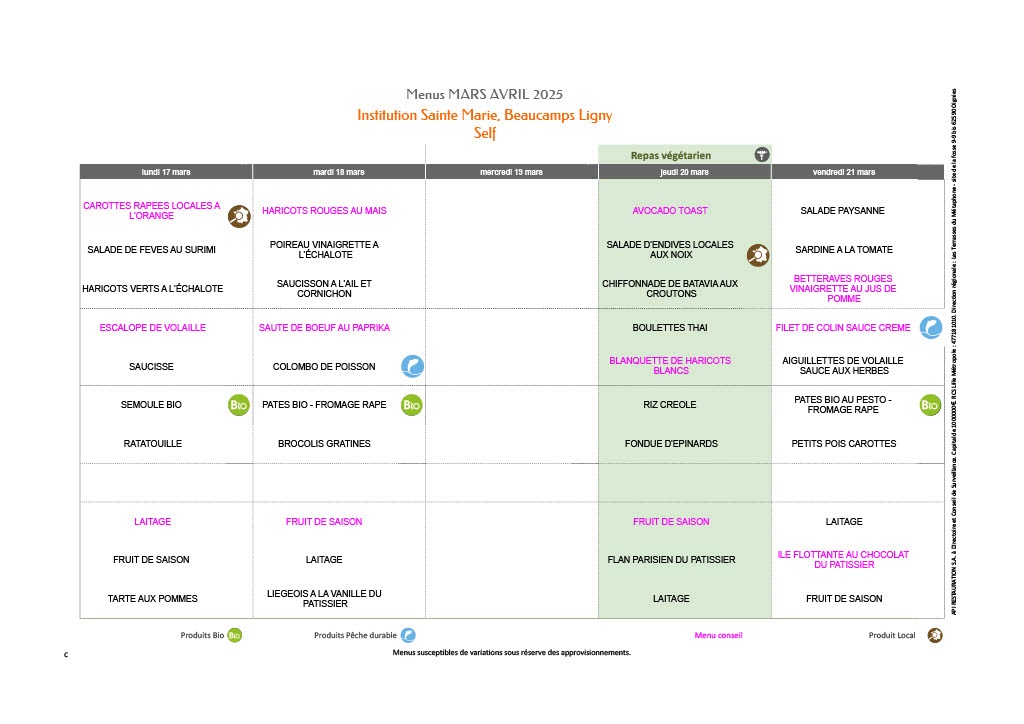 Menus MARS AVRIL 2025
Institution Sainte Marie, Beaucamps Ligny
Self
Repas végétarien
lundi 17 mars
mardi 18 mars
mercredi 19 mars
jeudi 20 mars
vendredi 21 mars
CAROTTES RAPEES LOCALES A
L'ORANGE
HARICOTS ROUGES AU MAIS
AVOCADO TOAST
SALADE PAYSANNE
SALADE DE FEVES AU SURIMI
POIREAU VINAIGRETTE A
L'ÉCHALOTE
SALADE D'ENDIVES LOCALES
AUX NOIX
SARDINE A LA TOMATE
HARICOTS VERTS A L'ÉCHALOTE
SAUCISSON A L'AIL ET
CORNICHON
CHIFFONNADE DE BATAVIA AUX
CROUTONS
BETTERAVES ROUGES
VINAIGRETTE AU JUS DE
POMME
ESCALOPE DE VOLAILLE
SAUTE DE BOEUF AU PAPRIKA
BOULETTES THAI
FILET DE COLIN SAUCE CREME
SAUCISSE
COLOMBO DE POISSON
BLANQUETTE DE HARICOTS
BLANCS
AIGUILLETTES DE VOLAILLE
SAUCE AUX HERBES
SEMOULE BIO
BIO
PATES BIO - FROMAGE RAPE
BIO
RIZ CREOLE
PATES BIO AU PESTO -
FROMAGE RAPE
BIO
RATATOUILLE
BROCOLIS GRATINES
FONDUE D'EPINARDS
PETITS POIS CAROTTES
LAITAGE
FRUIT DE SAISON
FRUIT DE SAISON
LAITAGE
FRUIT DE SAISON
LAITAGE
FLAN PARISIEN DU PATISSIER
ILE FLOTTANTE AU CHOCOLAT
DU PATISSIER
TARTE AUX POMMES
LIEGEOIS A LA VANILLE DU
PATISSIER
LAITAGE
FRUIT DE SAISON
Produits Bio
BIO
Produits Pêche durable
Menu conseil
Produit Local
Menus susceptibles de variations sous réserve des approvisionnements.
c
API RESTAURATION S.A. à Directoire et Conseil de Surveillance. Capital de 1000000€. RCS Lille Métropole : 477181010. Direction régionale : Les Terrasses du Métaphone - site de la fosse 9-9 bis 62590 Oignies